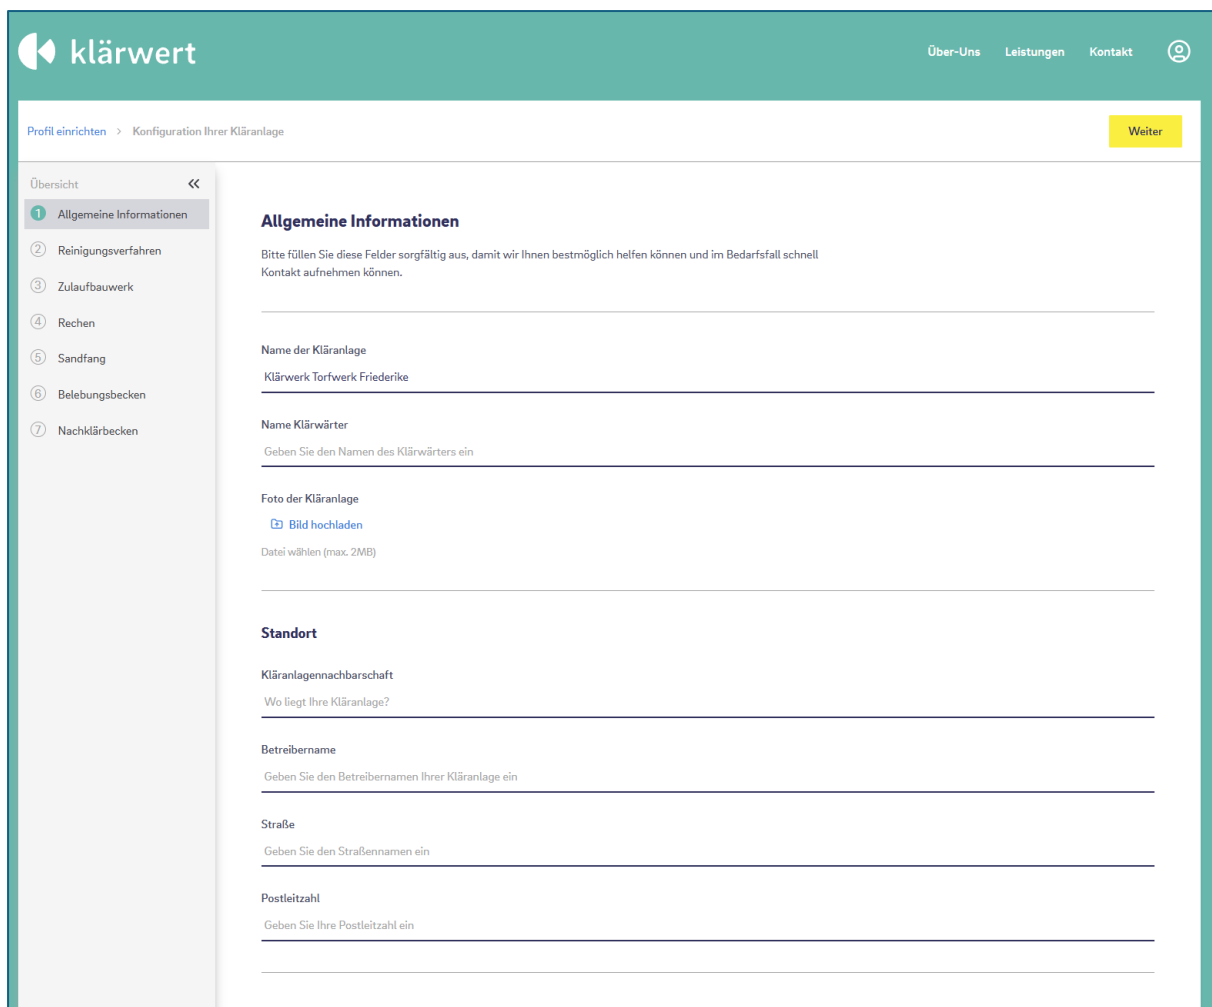 klärwert
Über-Uns Leistungen Kontakt
Profil einrichten > Konfiguration Ihrer Kläranlage
Weiter
Übersicht
1 Allgemeine Informationen
2 Reinigungsverfahren
3 Zulaufbauwerk
4 Rechen
5 Sandfang
6 Belebungsbecken
7 Nachklärbecken
Allgemeine Informationen
Bitte füllen Sie diese Felder sorgfältig aus, damit wir Ihnen bestmöglich helfen können und im Bedarfsfall schnell
Kontakt aufnehmen können.
Name der Kläranlage
Klärwerk Torfwerk Friederike
Name Klärwärter
Geben Sie den Namen des Klärwärters ein
Foto der Kläranlage
Bild hochladen
Datei wählen (max. 2MB)
Standort
Kläranlagennachbarschaft
Wo liegt Ihre Kläranlage?
Betreibername
Geben Sie den Betreibernamen Ihrer Kläranlage ein
Straße
Geben Sie den Straßennamen ein
Postleitzahl
Geben Sie Ihre Postleitzahl ein